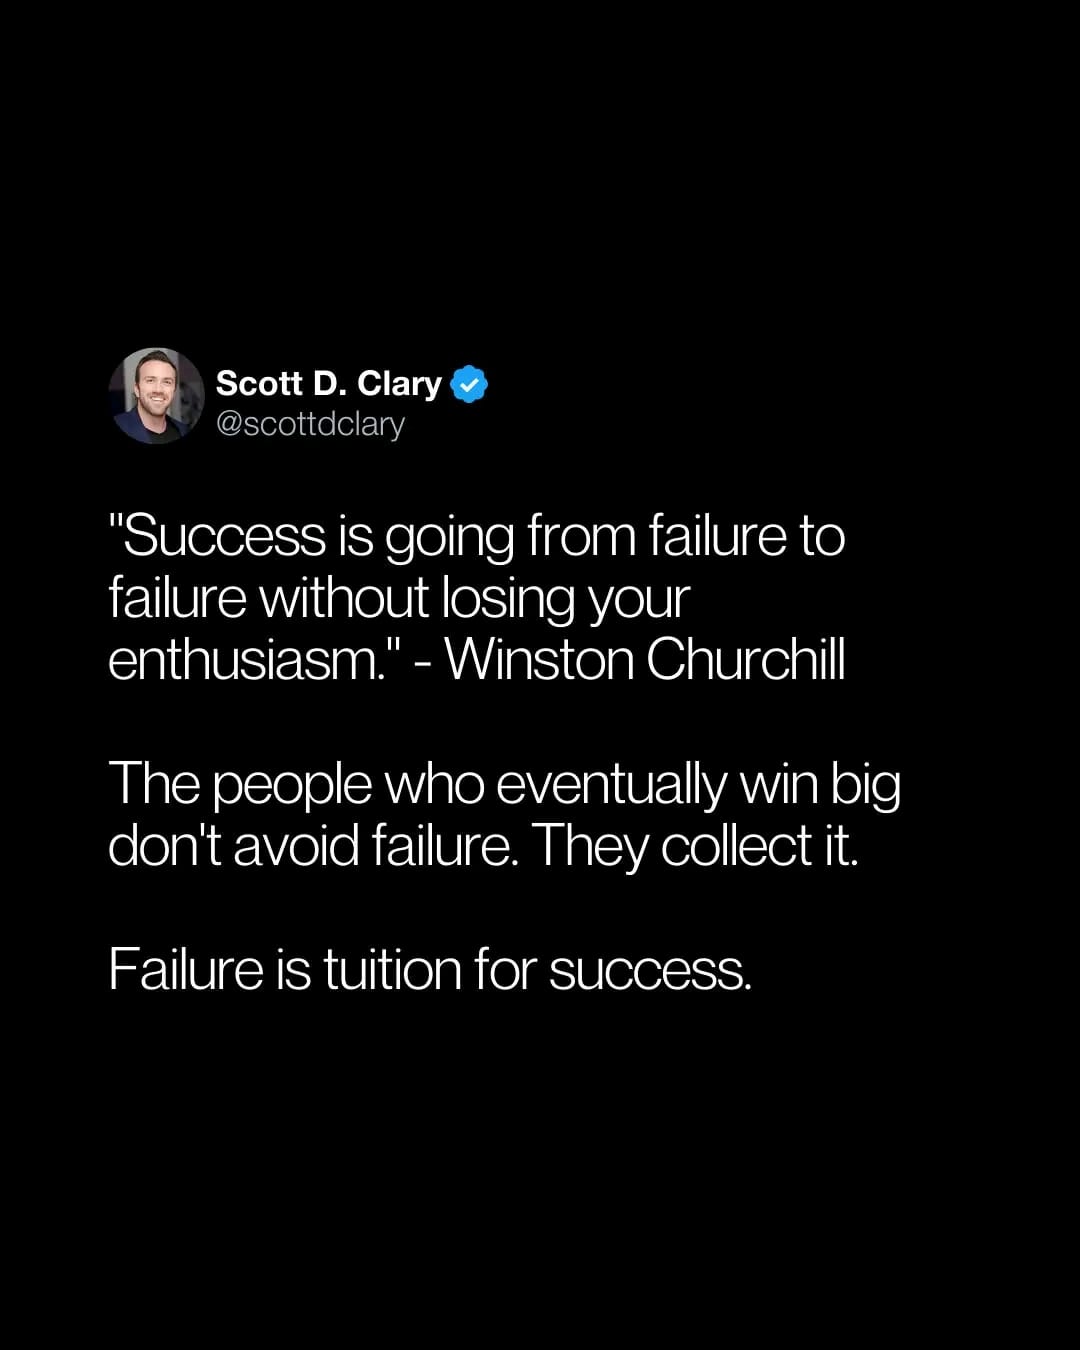 Scott D. Clary
@scottdclary
"Success is going from failure to
failure without losing your
enthusiasm." - Winston Churchill
The people who eventually win big
don't avoid failure. They collect it.
Failure is tuition for success.